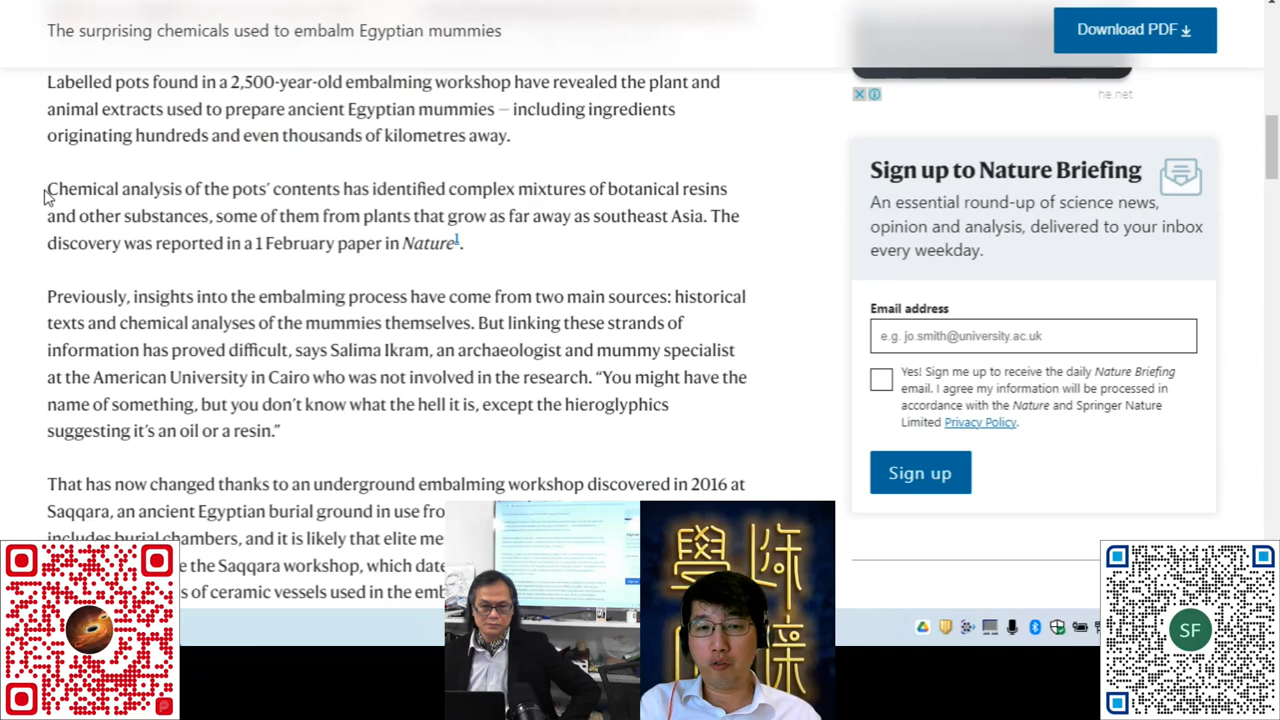 The surprising chemicals used to embalm Egyptian mummies
Download PDF
Labelled pots found in a 2,500-year-old embalming workshop have revealed the plant and
animal extracts used to prepare ancient Egyptian mummies — including ingredients
originating hundreds and even thousands of kilometres away.
Chemical analysis of the pots’ contents has identified complex mixtures of botanical resins
and other substances, some of them from plants that grow as far away as southeast Asia. The
discovery was reported in a 1 February paper in Nature1.
Previously, insights into the embalming process have come from two main sources: historical
texts and chemical analyses of the mummies themselves. But linking these strands of
information has proved difficult, says Salima Ikram, an archaeologist and mummy specialist
at the American University in Cairo who was not involved in the research. “You might have the
name of something, but you don’t know what the hell it is, except the hieroglyphics
suggesting it’s an oil or a resin.”
That has now changed thanks to an underground embalming workshop discovered in 2016 at
Saqqara, an ancient Egyptian burial ground in use fro
includes burial chambers, and it is likely that elite me
e the Saqqara workshop, which date
s of ceramic vessels used in the em
he.net
Sign up to Nature Briefing
An essential round-up of science news,
opinion and analysis, delivered to your inbox
every weekday.
Email address
e.g. jo.smith@university.ac.uk
Yes! Sign me up to receive the daily Nature Briefing
email. I agree my information will be processed in
accordance with the Nature and Springer Nature
Limited Privacy Policy.
Sign up
SF